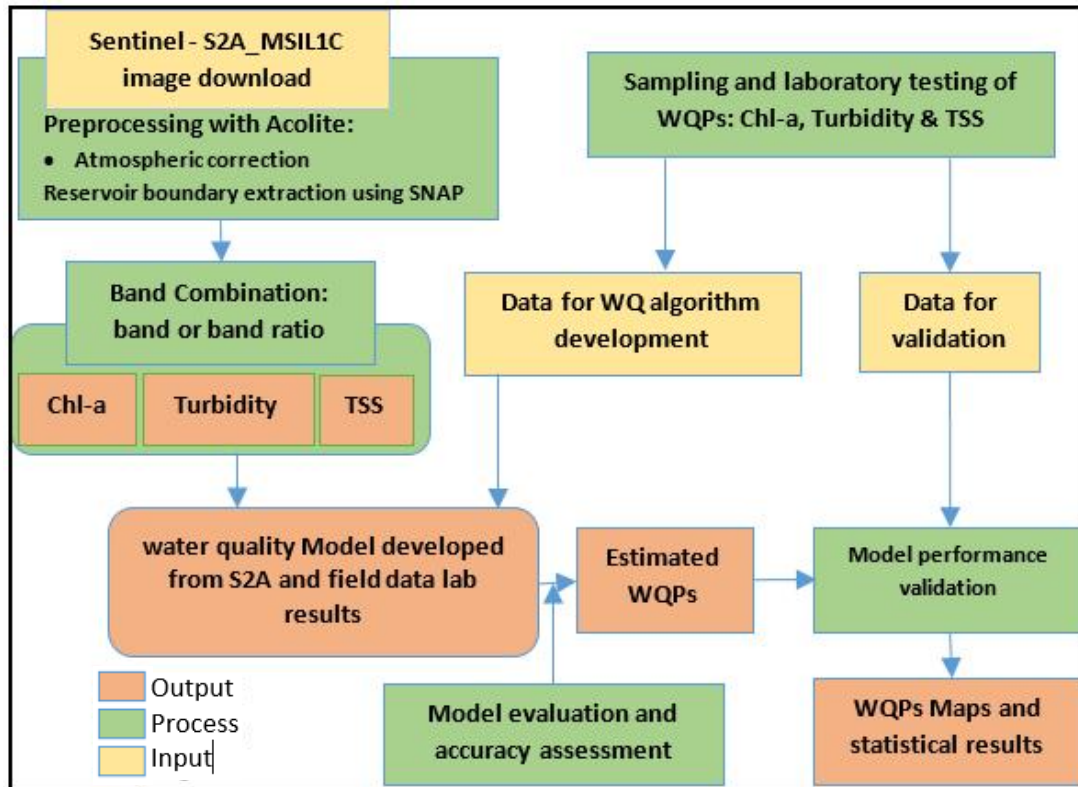 Sentinel - S2A_MSIL1C
image download
Preprocessing with Acolite:
• Atmospheric correction
Reservoir boundary extraction using SNAP
Sampling and laboratory testing of
WQPs: Chl-a, Turbidity & TSS
Band Combination:
band or band ratio
Chl-a
Turbidity
TSS
Data for WQ algorithm
development
Data for
validation
water quality Model developed
from S2A and field data lab
results
Estimated
WQPs
Model performance
validation
Model evaluation and
accuracy assessment
WQPs Maps and
statistical results
Output
Process
Input